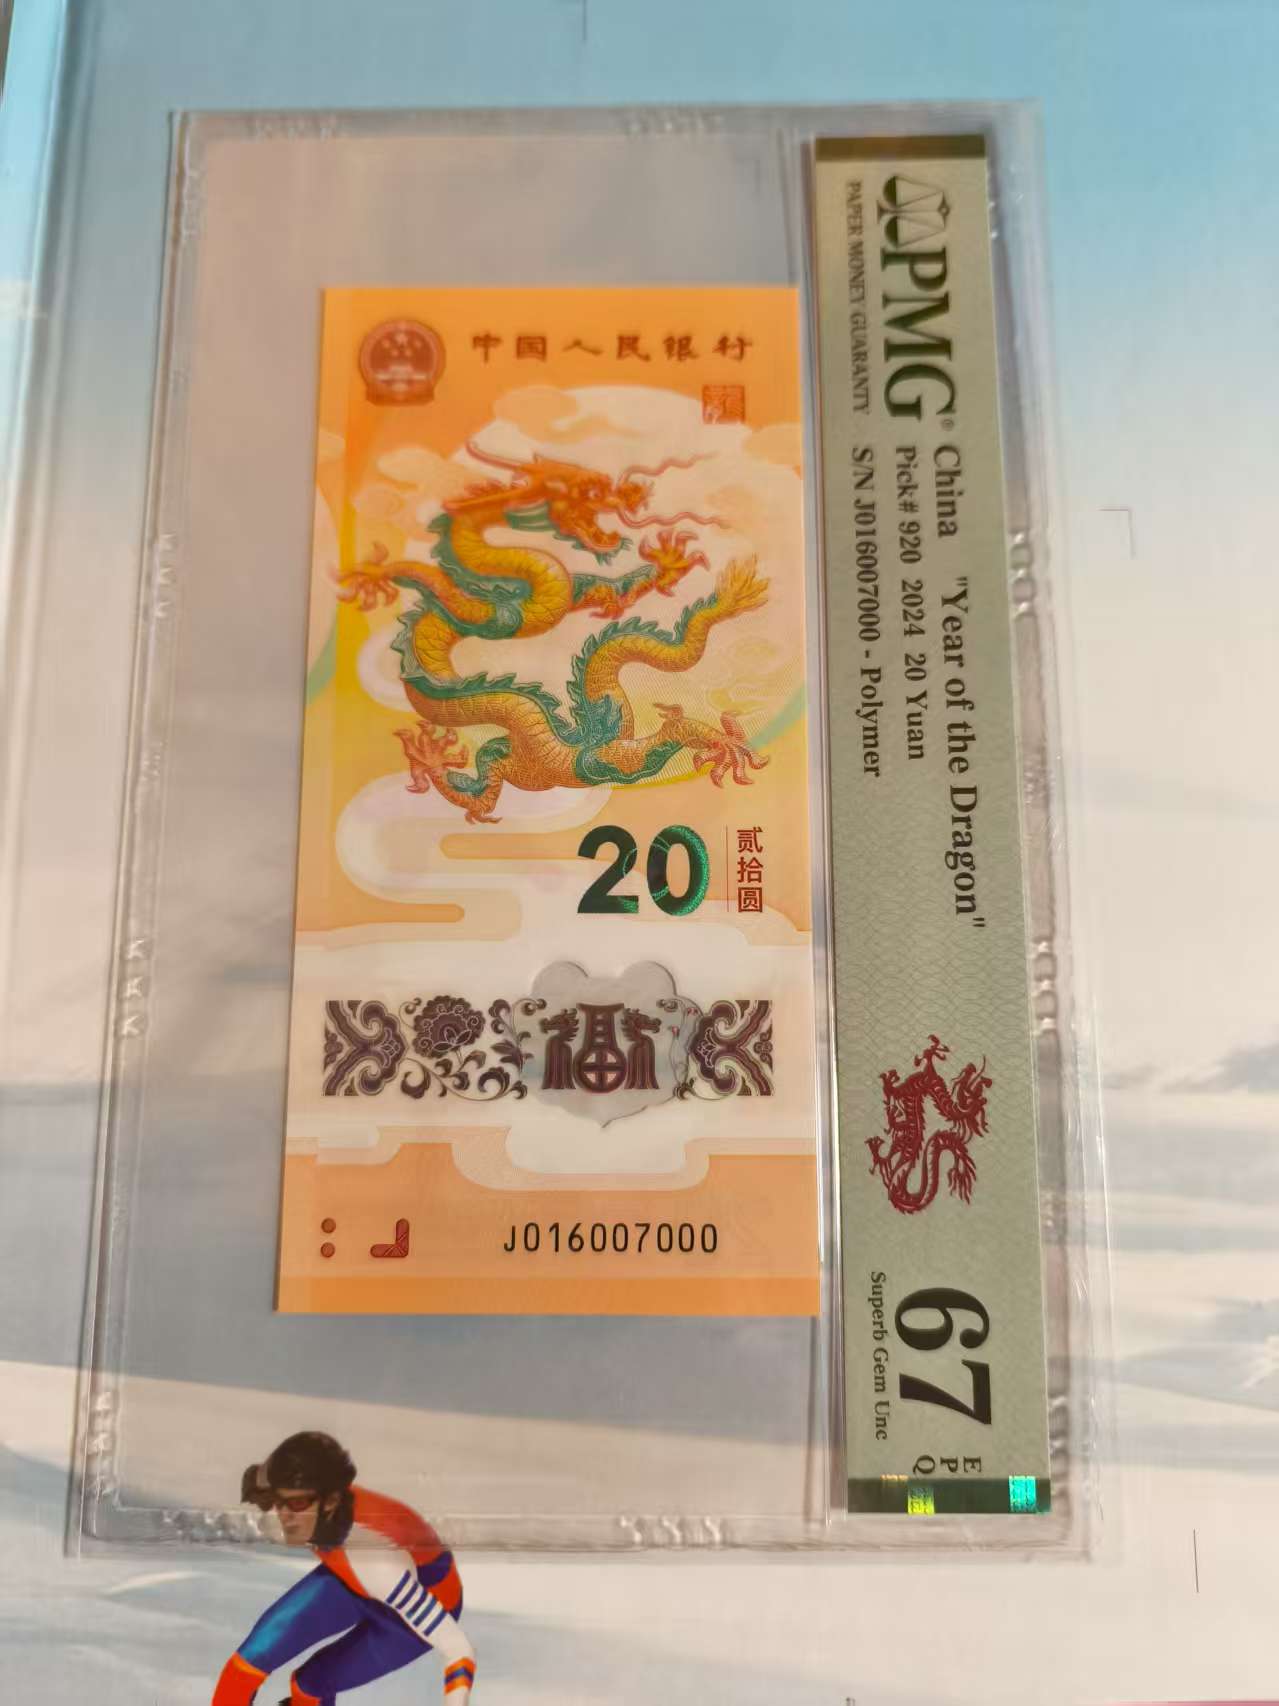 中国人民银行
20
贰拾圆
福
J016007000
PMG®
PAPER MONEY GUARANTY
China "Year of the Dragon"
Pick# 920 2024 20 Yuan
S/N J016007000 - Polymer
67
EPQ
Superb Gem Unc